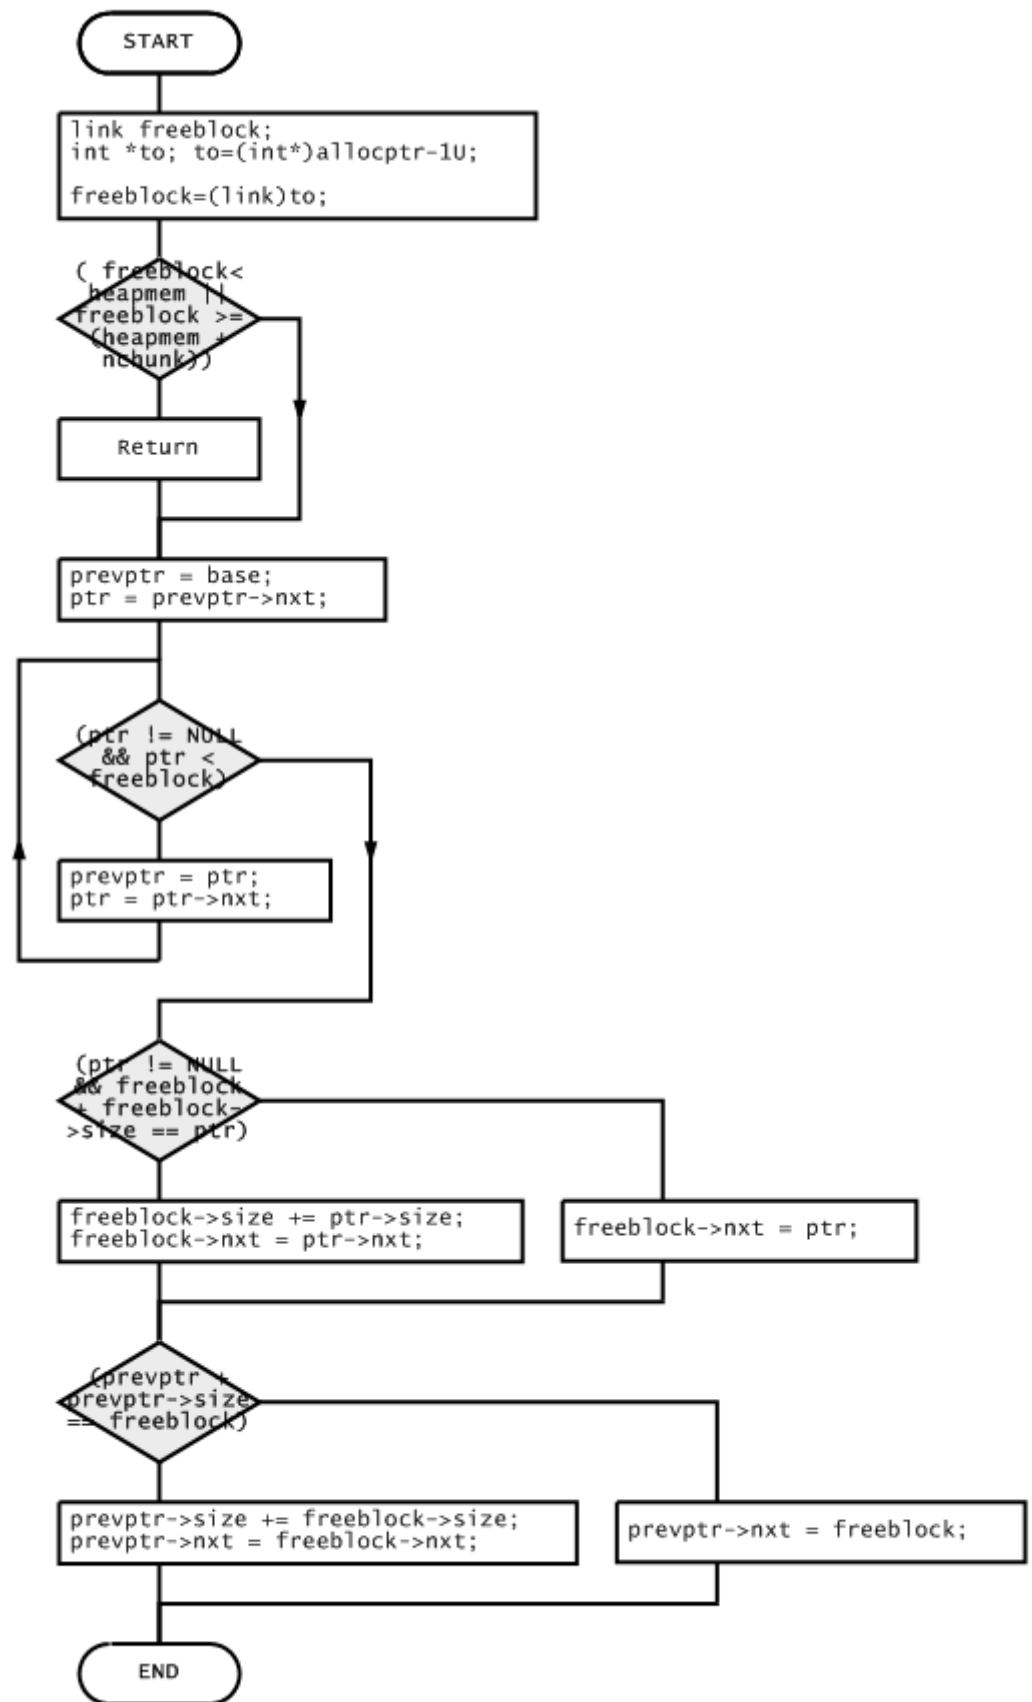 START
link freeblock;
int *to; to=(int*)allocptr-1U;
freeblock=(link)to;
( freeblock<
heapmem ||
freeblock >=
(heapmem +
nchunk))
Return
prevptr = base;
ptr = prevptr->nxt;
(ptr != NULL
&& ptr <
freeblock)
prevptr = ptr;
ptr = ptr->nxt;
(ptr != NULL
&& freeblock
+ freeblock-
>size == ptr)
freeblock->size += ptr->size;
freeblock->nxt = ptr->nxt;
freeblock->nxt = ptr;
(prevptr +
prevptr->size
== freeblock)
prevptr->size += freeblock->size;
prevptr->nxt = freeblock->nxt;
prevptr->nxt = freeblock;
END